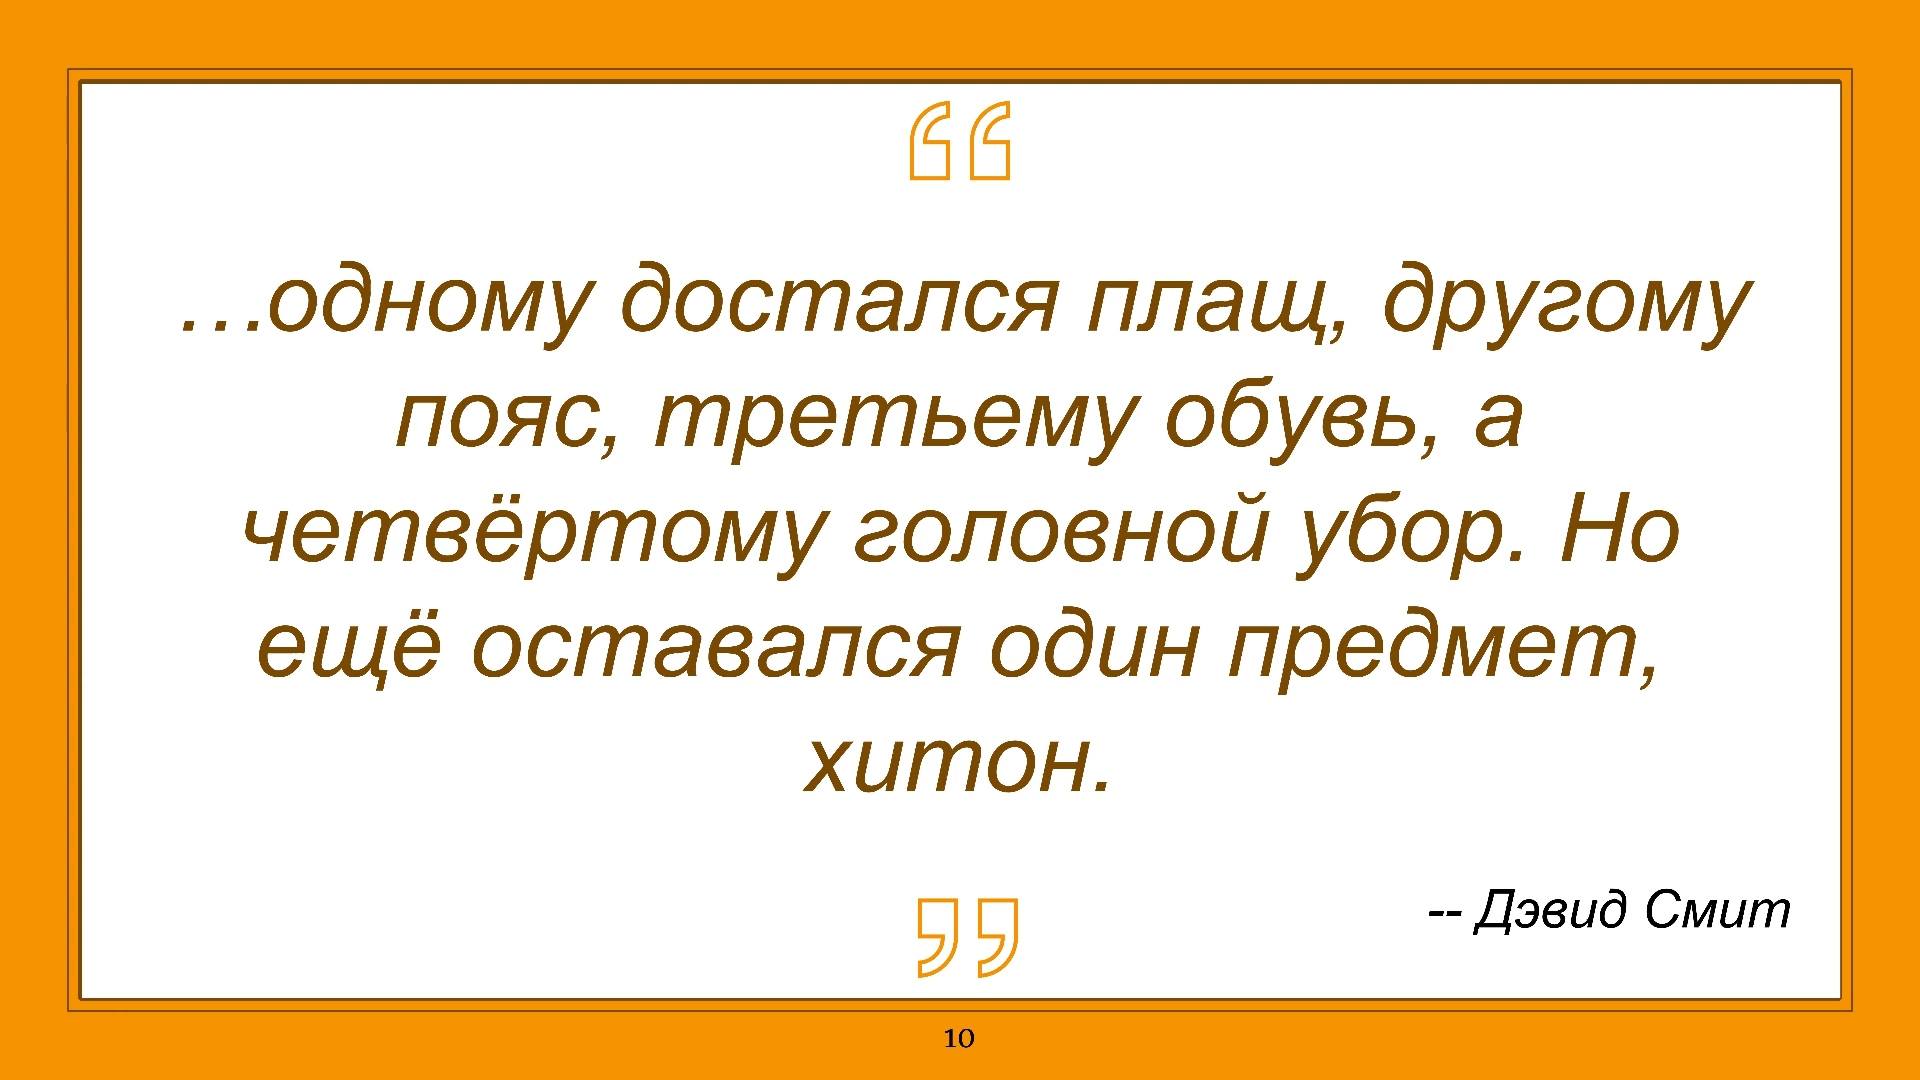 “
…одному достался плащ, другому
пояс, третьему обувь, а
четвёртому головной убор. Но
ещё оставался один предмет,
хитон.
-- Дэвид Смит
”
10